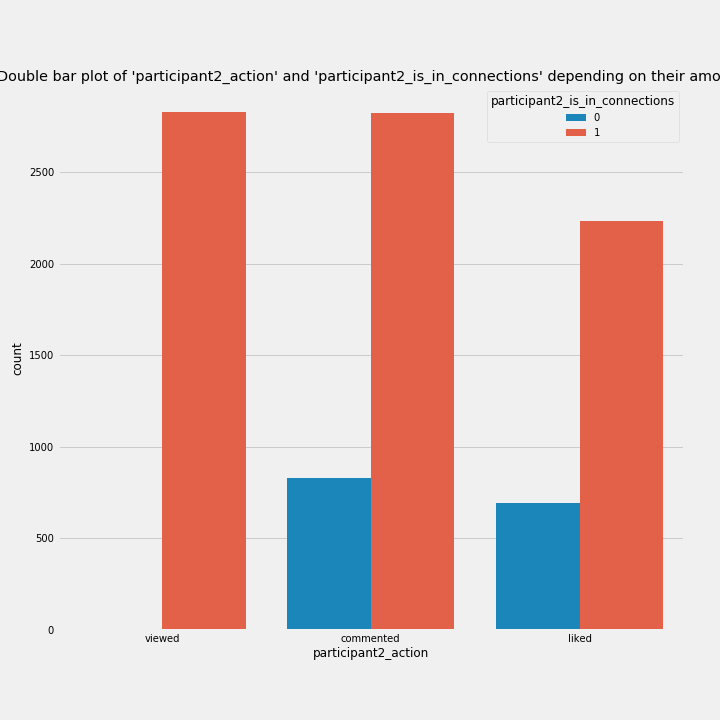 Double bar plot of 'participant2_action' and 'participant2_is_in_connections' depending on their amo
participant2_is_in_connections
0
1
2500
2000
1500
1000
500
0
count
viewed commented liked
participant2_action